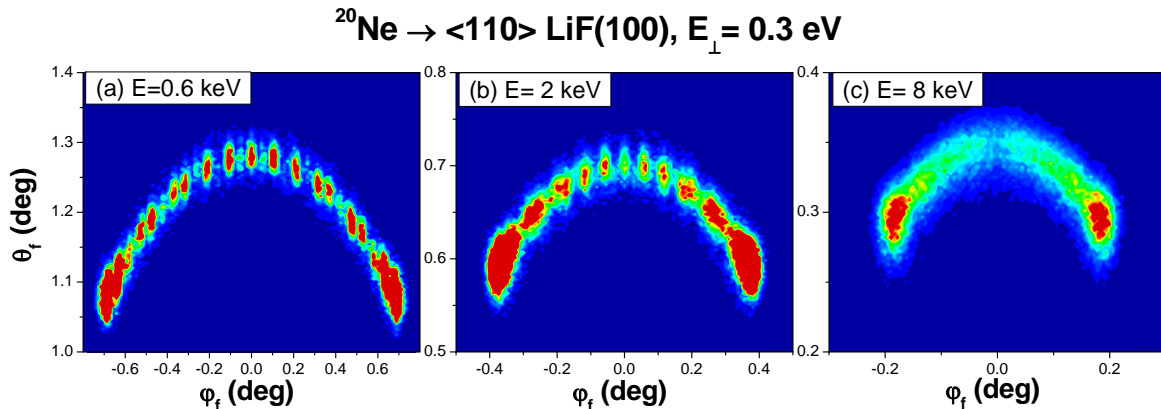 ²⁰Ne → <110> LiF(100), E⊥= 0.3 eV
(a) E=0.6 keV
(b) E= 2 keV
(c) E= 8 keV
θf (deg)
1.4
1.3
1.2
1.1
1.0
-0.6 -0.4 -0.2 0.0 0.2 0.4 0.6
φf (deg)
0.8
0.7
0.6
0.5
-0.4 -0.2 0.0 0.2 0.4
φf (deg)
0.4
0.3
0.2
-0.2 0.0 0.2
φf (deg)